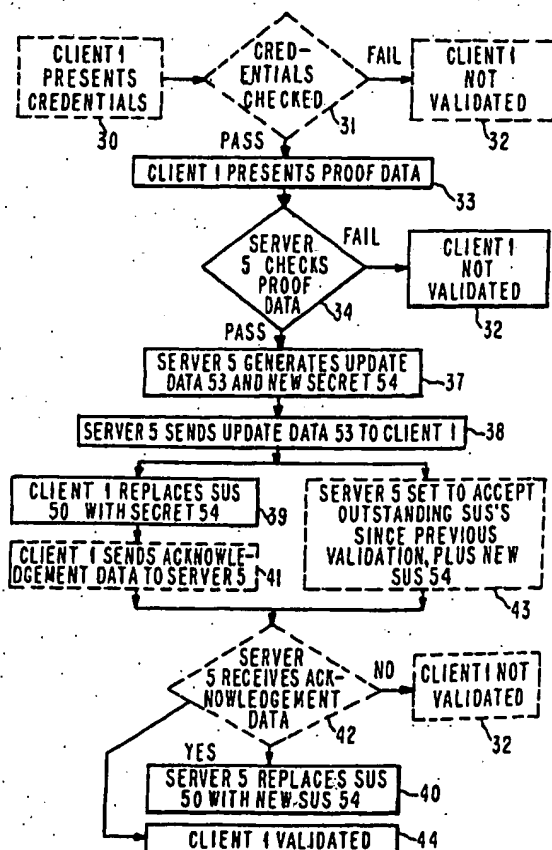 CLIENT 1
PRESENTS
CREDENTIALS
30
CRED-
ENTIALS
CHECKED
31
FAIL
CLIENT 1
NOT
VALIDATED
32
PASS
CLIENT 1 PRESENTS PROOF DATA
33
SERVER
5 CHECKS
PROOF
DATA
34
FAIL
CLIENT 1
NOT
VALIDATED
32
PASS
SERVER 5 GENERATES UPDATE
DATA 53 AND NEW SECRET 54
37
SERVER 5 SENDS UPDATE DATA 53 TO CLIENT 1
38
CLIENT 1 REPLACES SUS
50 WITH SECRET 54
39
CLIENT 1 SENDS ACKNOWLE-
DGEMENT DATA TO SERVER 5
41
SERVER 5 SET TO ACCEPT
OUTSTANDING SUS'S
SINCE PREVIOUS
VALIDATION, PLUS NEW
SUS 54
43
SERVER
5 RECEIVES ACK-
NOWLEDGEMENT
DATA
42
NO
CLIENT 1 NOT
VALIDATED
32
YES
SERVER 5 REPLACES SUS
50 WITH NEW SUS 54
40
CLIENT 1 VALIDATED
44